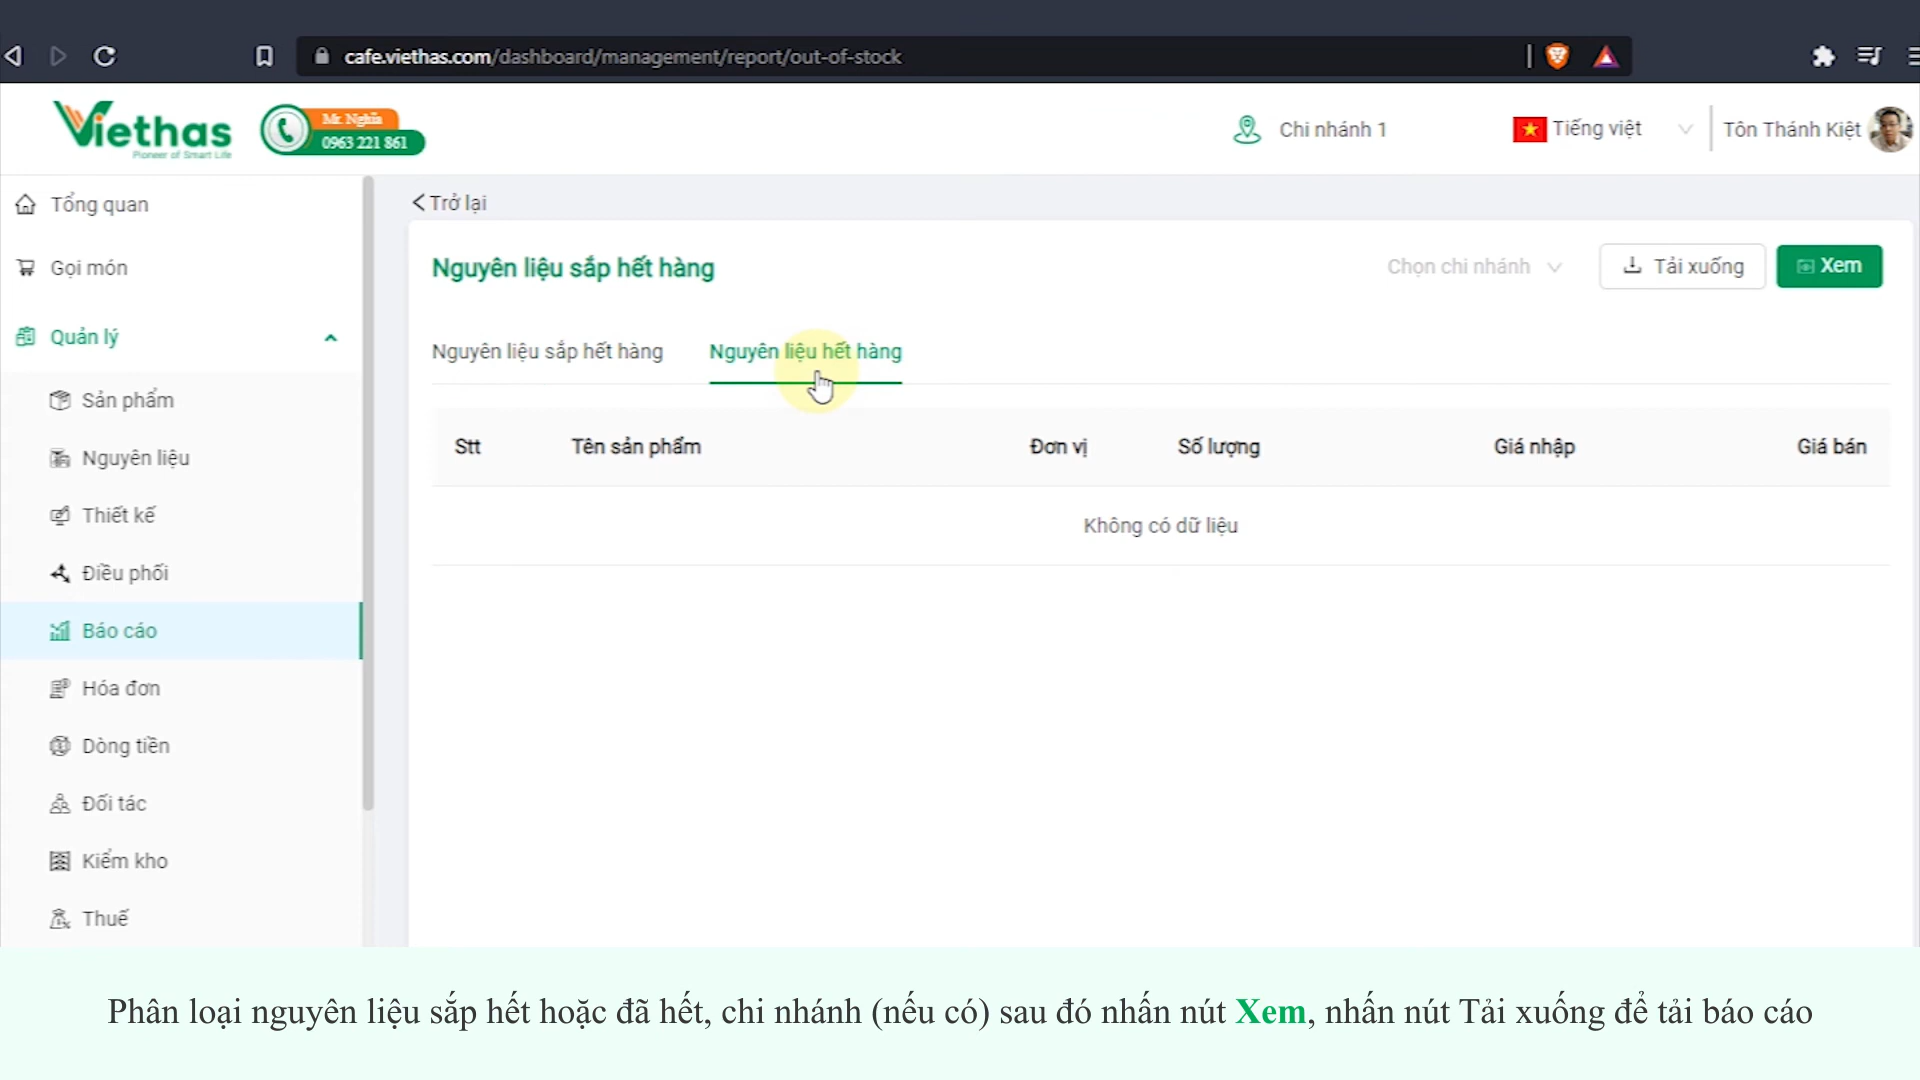 cafe.viethas.com/dashboard/management/report/out-of-stock
Viethas
Pioneer of Smart Life
Mr. Nghĩa
0963 221 861
Chi nhánh 1
Tiếng việt
Tôn Thánh Kiệt
Tổng quan
Gọi món
Quản lý
Sản phẩm
Nguyên liệu
Thiết kế
Điều phối
Báo cáo
Hóa đơn
Dòng tiền
Đối tác
Kiểm kho
Thuế
Trở lại
Nguyên liệu sắp hết hàng
Chọn chi nhánh
Tải xuống
Xem
Nguyên liệu sắp hết hàng Nguyên liệu hết hàng
Stt Tên sản phẩm Đơn vị Số lượng Giá nhập Giá bán
Không có dữ liệu
Phân loại nguyên liệu sắp hết hoặc đã hết, chi nhánh (nếu có) sau đó nhấn nút Xem, nhấn nút Tải xuống để tải báo cáo